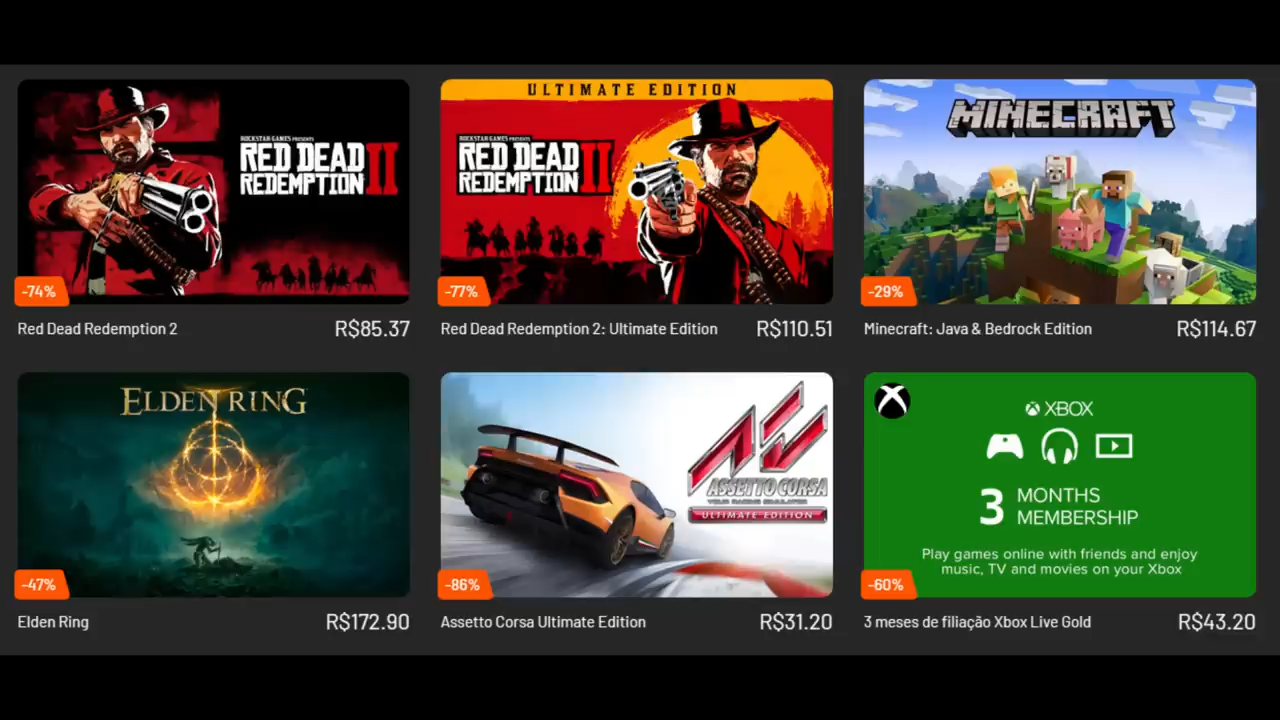 ROCKSTAR GAMES PRESENTS
RED DEAD
REDEMPTION II
-74%
Red Dead Redemption 2 R$85.37
ULTIMATE EDITION
ROCKSTAR GAMES PRESENTS
RED DEAD
REDEMPTION II
-77%
Red Dead Redemption 2: Ultimate Edition R$110.51
MINECRAFT
-29%
Minecraft: Java & Bedrock Edition R$114.67
ELDEN RING
-47%
Elden Ring R$172.90
ASSETTO CORSA
YOUR RACING SIMULATOR
ULTIMATE EDITION
-86%
Assetto Corsa Ultimate Edition R$31.20
XBOX
3 MONTHS
MEMBERSHIP
Play games online with friends and enjoy
music, TV and movies on your Xbox
-60%
3 meses de filiação Xbox Live Gold R$43.20